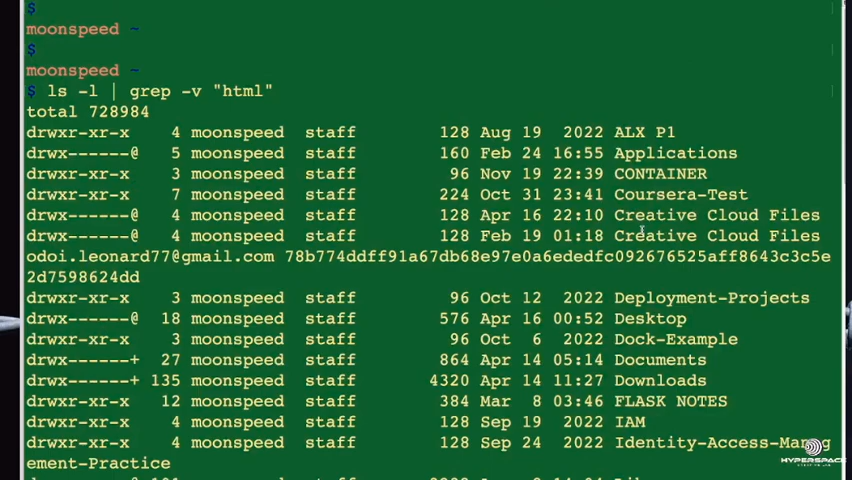 $
moonspeed ~
$
moonspeed ~
$ ls -l | grep -v "html"
total 728984
drwxr-xr-x 4 moonspeed staff 128 Aug 19 2022 ALX P1
drwx------@ 5 moonspeed staff 160 Feb 24 16:55 Applications
drwxr-xr-x 3 moonspeed staff 96 Nov 19 22:39 CONTAINER
drwxr-xr-x 7 moonspeed staff 224 Oct 31 23:41 Coursera-Test
drwx------@ 4 moonspeed staff 128 Apr 16 22:10 Creative Cloud Files
drwx------@ 4 moonspeed staff 128 Feb 19 01:18 Creative Cloud Files
odoi.leonard77@gmail.com 78b774ddff91a67db68e97e0a6ededfc092676525aff8643c3c5e
2d7598624dd
drwxr-xr-x 3 moonspeed staff 96 Oct 12 2022 Deployment-Projects
drwx------@ 18 moonspeed staff 576 Apr 16 00:52 Desktop
drwxr-xr-x 3 moonspeed staff 96 Oct 6 2022 Dock-Example
drwx------+ 27 moonspeed staff 864 Apr 14 05:14 Documents
drwx------+ 135 moonspeed staff 4320 Apr 14 11:27 Downloads
drwxr-xr-x 12 moonspeed staff 384 Mar 8 03:46 FLASK NOTES
drwxr-xr-x 4 moonspeed staff 128 Sep 19 2022 IAM
drwxr-xr-x 4 moonspeed staff 128 Sep 24 2022 Identity-Access-Manag
ement-Practice
HYPERSPACE